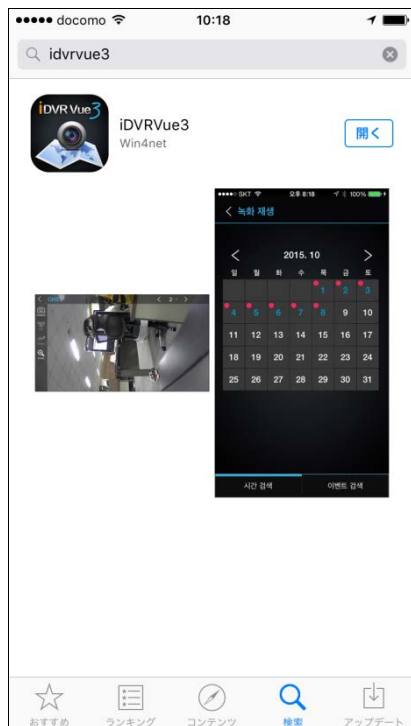 docomo 10:18
idvrvue3
iDVR Vue3
iDVRVue3
Win4net
開く
SKT 오후 8:18 100%
녹화 재생
2015. 10
일 월 화 수 목 금 토
1 2 3
4 5 6 7 8 9 10
11 12 13 14 15 16 17
18 19 20 21 22 23 24
25 26 27 28 29 30 31
시간 검색 이벤트 검색
CH2 2
おすすめ ランキング コンテンツ 検索 アップデート